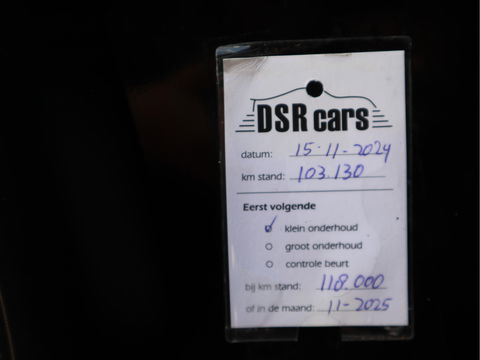 DSR cars
datum: 15-11-2024
km stand: 103.130
Eerst volgende
klein onderhoud
groot onderhoud
controle beurt
bij km stand: 118.000
of in de maand: 11-2025